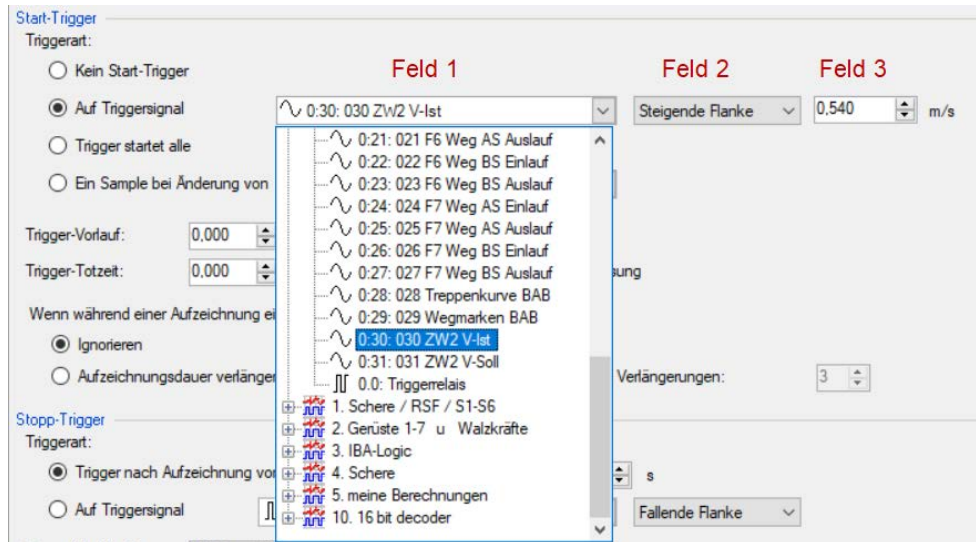 Start-Trigger
Triggerart:
Feld 1 Feld 2 Feld 3
Kein Start-Trigger
Auf Triggersignal 0:30: 030 ZW2 V-Ist Steigende Flanke 0,540 m/s
0:21: 021 F6 Weg AS Auslauf
Trigger startet alle
0:22: 022 F6 Weg BS Einlauf
0:23: 023 F6 Weg BS Auslauf
Ein Sample bei Änderung von
0:24: 024 F7 Weg AS Einlauf
0:25: 025 F7 Weg AS Auslauf
Trigger-Vorlauf: 0,000
0:26: 026 F7 Weg BS Einlauf
Trigger-Totzeit: 0,000 0:27: 027 F7 Weg BS Auslauf
0:28: 028 Treppenkurve BAB
Wenn während einer Aufzeichnung 0:29: 029 Wegmarken BAB
Ignorieren 0:30: 030 ZW2 V-Ist
0:31: 031 ZW2 V-Soll
Aufzeichnungsdauer 0.0: Triggerrelais Verlängerungen: 3
1. Schere / RSF / S1-S6
Stopp-Trigger
2. Gerüste 1-7 u Walzkräfte
Triggerart:
3. IBA-Logic
Trigger nach Aufzeichnung 4. Schere s
5. meine Berechnungen
Auf Triggersignal 10. 16 bit decoder Fallende Flanke